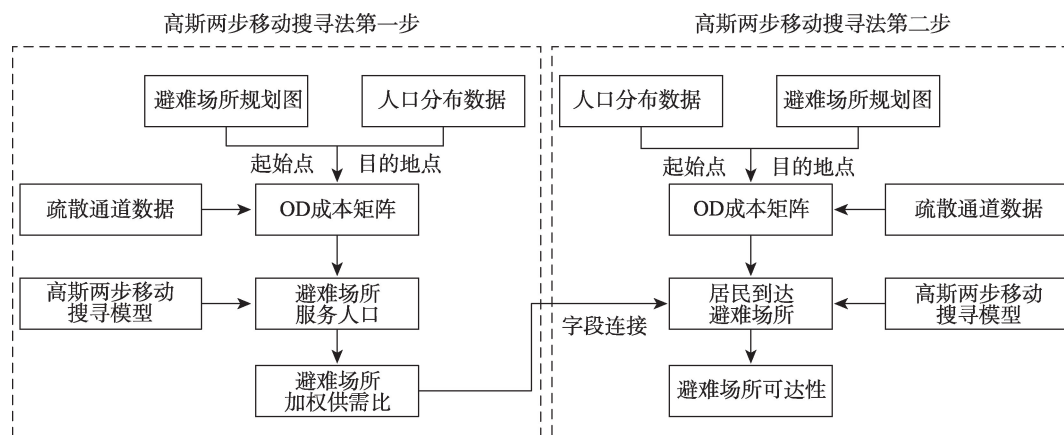 高斯两步移动搜寻法第一步
避难场所规划图
人口分布数据
起始点
目的地点
疏散通道数据
OD成本矩阵
高斯两步移动
搜寻模型
避难场所
服务人口
避难场所
加权供需比
高斯两步移动搜寻法第二步
人口分布数据
避难场所规划图
起始点
目的地点
OD成本矩阵
疏散通道数据
字段连接
居民到达
避难场所
高斯两步移动
搜寻模型
避难场所可达性